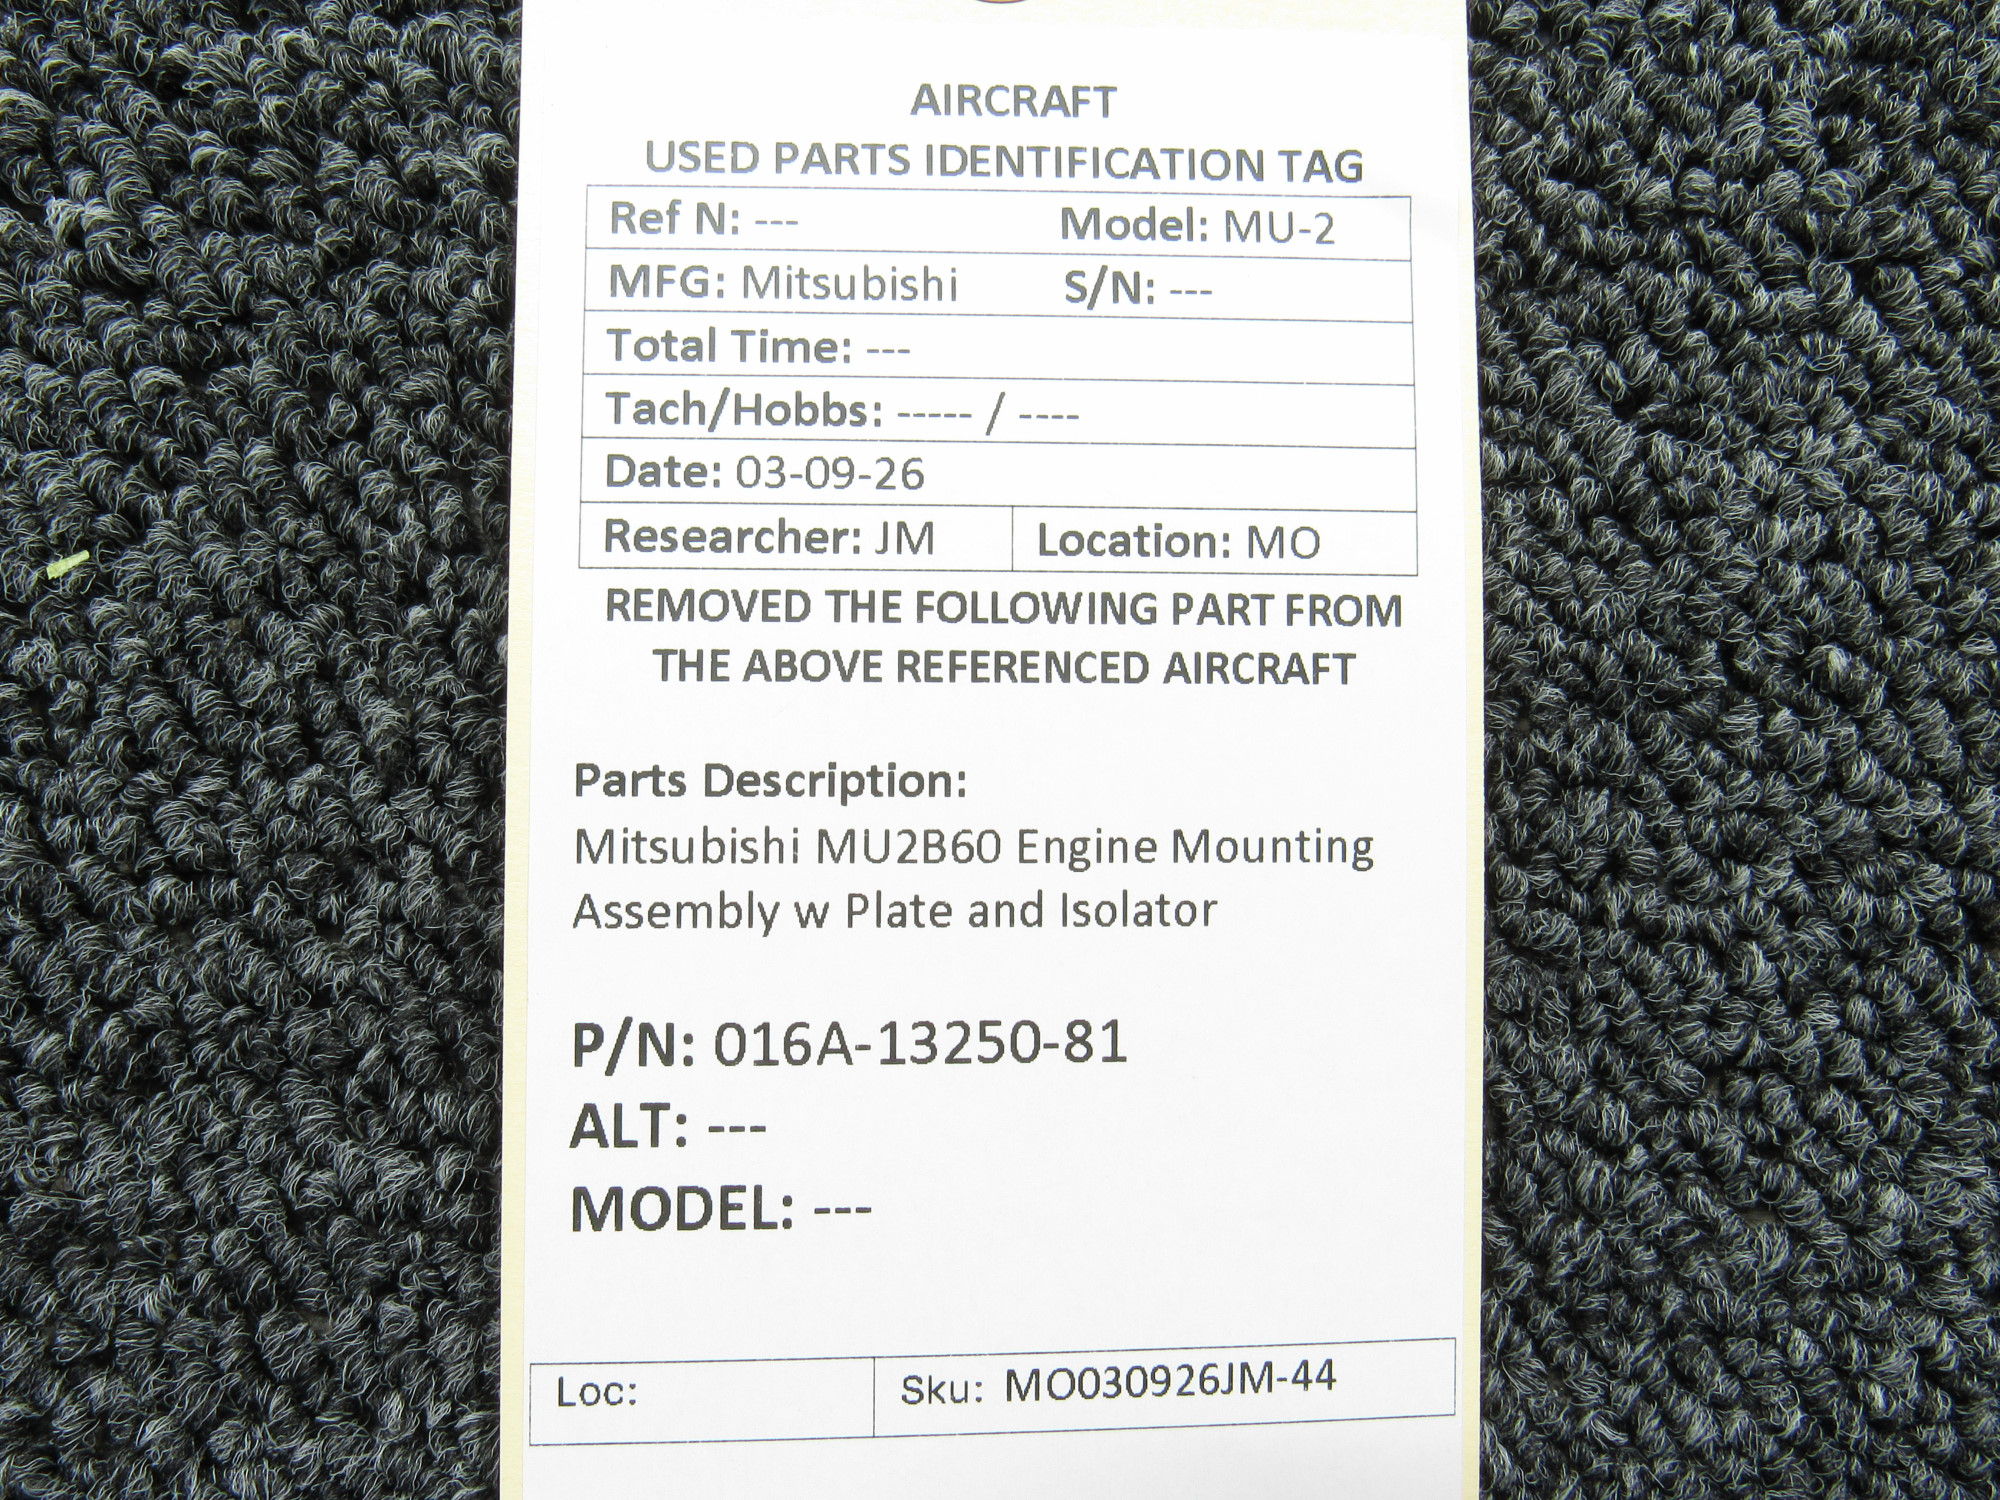 AIRCRAFT
USED PARTS IDENTIFICATION TAG
Ref N: --- Model: MU-2
MFG: Mitsubishi S/N: ---
Total Time: ---
Tach/Hobbs: ----- / ----
Date: 03-09-26
Researcher: JM Location: MO
REMOVED THE FOLLOWING PART FROM
THE ABOVE REFERENCED AIRCRAFT
Parts Description:
Mitsubishi MU2B60 Engine Mounting
Assembly w Plate and Isolator
P/N: 016A-13250-81
ALT: ---
MODEL: ---
Loc: Sku: MO030926JM-44